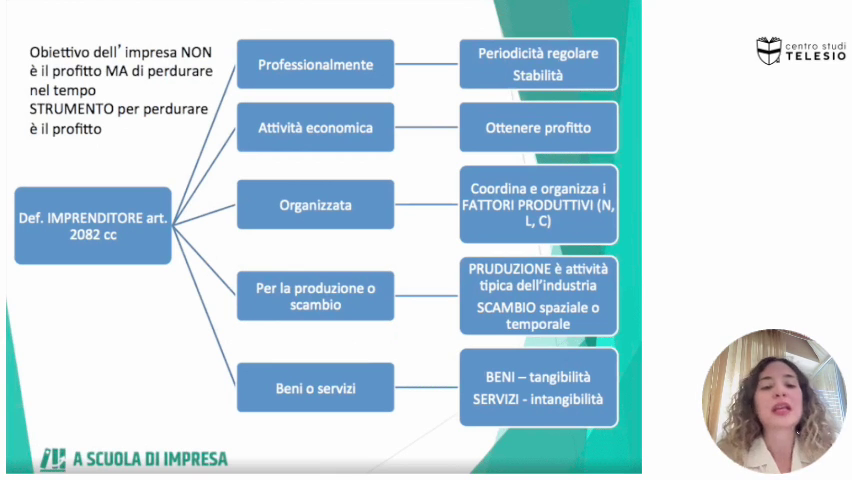 Obiettivo dell'impresa NON
è il profitto MA di perdurare
nel tempo
STRUMENTO per perdurare
è il profitto
Def. IMPRENDITORE art.
2082 cc
Professionalmente
Periodicità regolare
Stabilità
Attività economica
Ottenere profitto
Organizzata
Coordina e organizza i
FATTORI PRODUTTIVI (N,
L, C)
Per la produzione o
scambio
PRUDUZIONE è attività
tipica dell'industria
SCAMBIO spaziale o
temporale
Beni o servizi
BENI – tangibilità
SERVIZI - intangibilità
A SCUOLA DI IMPRESA
centro studi
TELESIO